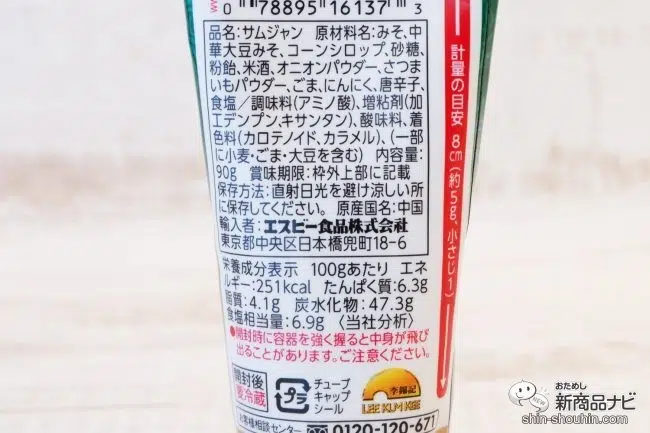 0 78895 16137 3
品名:サムジャン 原材料名:みそ、中
華大豆みそ、コーンシロップ、砂糖、
粉飴、米酒、オニオンパウダー、さつま
いもパウダー、ごま、にんにく、唐辛子、
食塩／調味料(アミノ酸)、増粘剤(加
工デンプン、キサンタン)、酸味料、着
色料(カロテノイド、カラメル)、(一部
に小麦・ごま・大豆を含む) 内容量:
90g 賞味期限:枠外上部に記載
保存方法:直射日光を避け涼しい所
に保存してください。 原産国名:中国
輸入者:エスビー食品株式会社
東京都中央区日本橋兜町18-6
栄養成分表示 100gあたり エネ
ルギー:251kcal たんぱく質:6.3g
脂質:4.1g 炭水化物:47.3g
食塩相当量:6.9g 〈当社分析〉
●開封時に容器を強く握ると中身が飛び
出ることがあります。ご注意ください。
開封後
要冷蔵
プラ
チューブ
キャップ
シール
李錦記
LEE KUM KEE
お客様相談センター 0120-120-671
計量の目安 8cm(約5g、小さじ1)
おためし
新商品ナビ
shin-shouhin.com